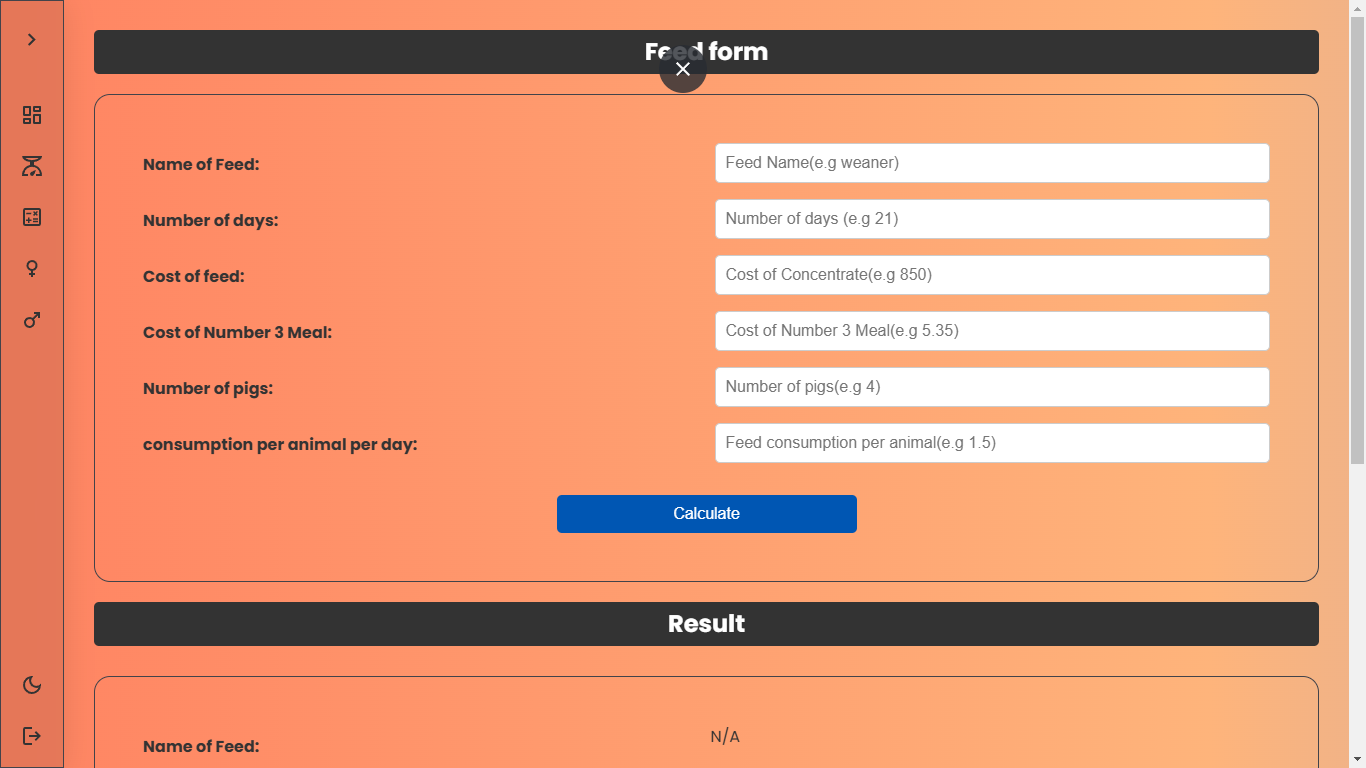 Feed form
Name of Feed:
Feed Name(e.g weaner)
Number of days:
Number of days (e.g 21)
Cost of feed:
Cost of Concentrate(e.g 850)
Cost of Number 3 Meal:
Cost of Number 3 Meal(e.g 5.35)
Number of pigs:
Number of pigs(e.g 4)
consumption per animal per day:
Feed consumption per animal(e.g 1.5)
Calculate
Result
Name of Feed:
N/A